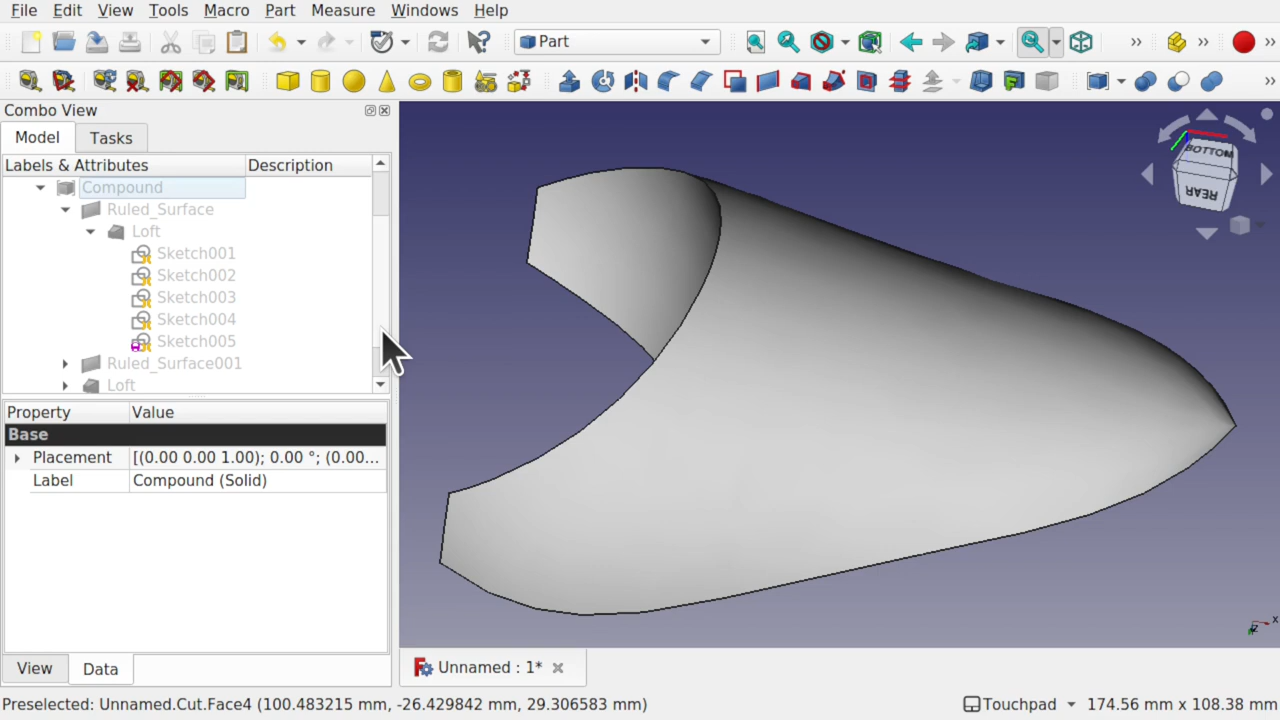 File Edit View Tools Macro Part Measure Windows Help
Part
Combo View
Model Tasks
Labels & Attributes Description
Compound
Ruled_Surface
Loft
Sketch001
Sketch002
Sketch003
Sketch004
Sketch005
Ruled_Surface001
Loft
Property Value
Base
Placement [(0.00 0.00 1.00); 0.00 °; (0.00...
Label Compound (Solid)
View Data
BOTTOM
REAR
x
z
Unnamed : 1*
Preselected: Unnamed.Cut.Face4 (100.483215 mm, -26.429842 mm, 29.306583 mm)
Touchpad 174.56 mm x 108.38 mm